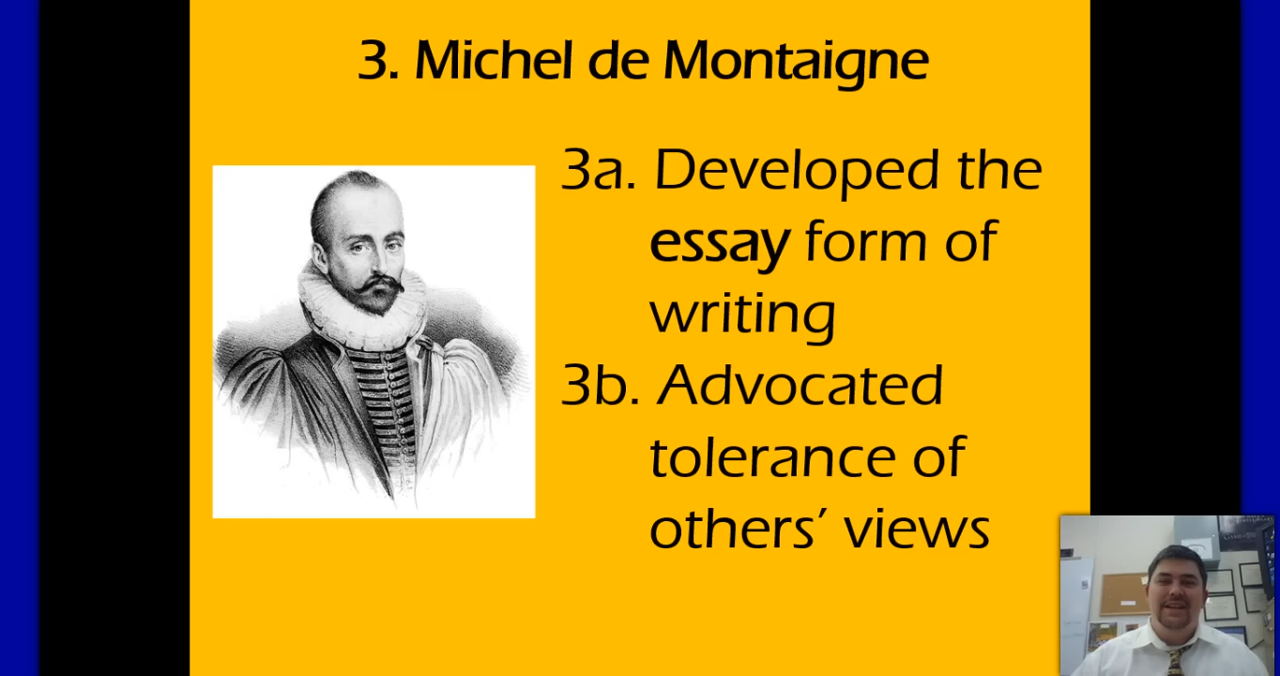 3. Michel de Montaigne
3a. Developed the
essay form of
writing
3b. Advocated
tolerance of
others’ views